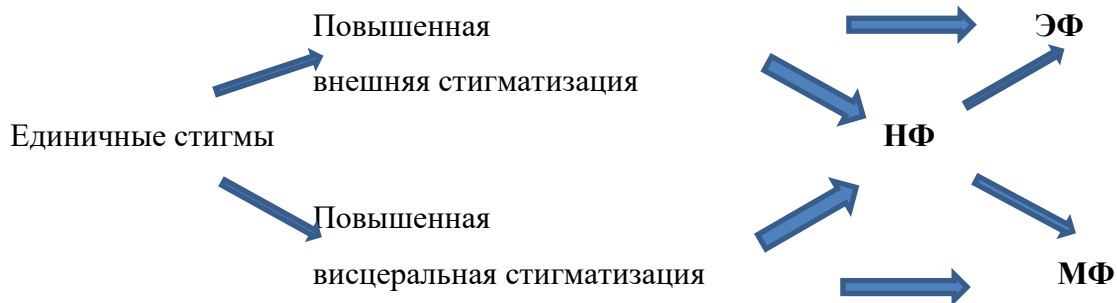 Повышенная
ЭФ
внешняя стигматизация
Единичные стигмы
НФ
Повышенная
висцеральная стигматизация
МФ